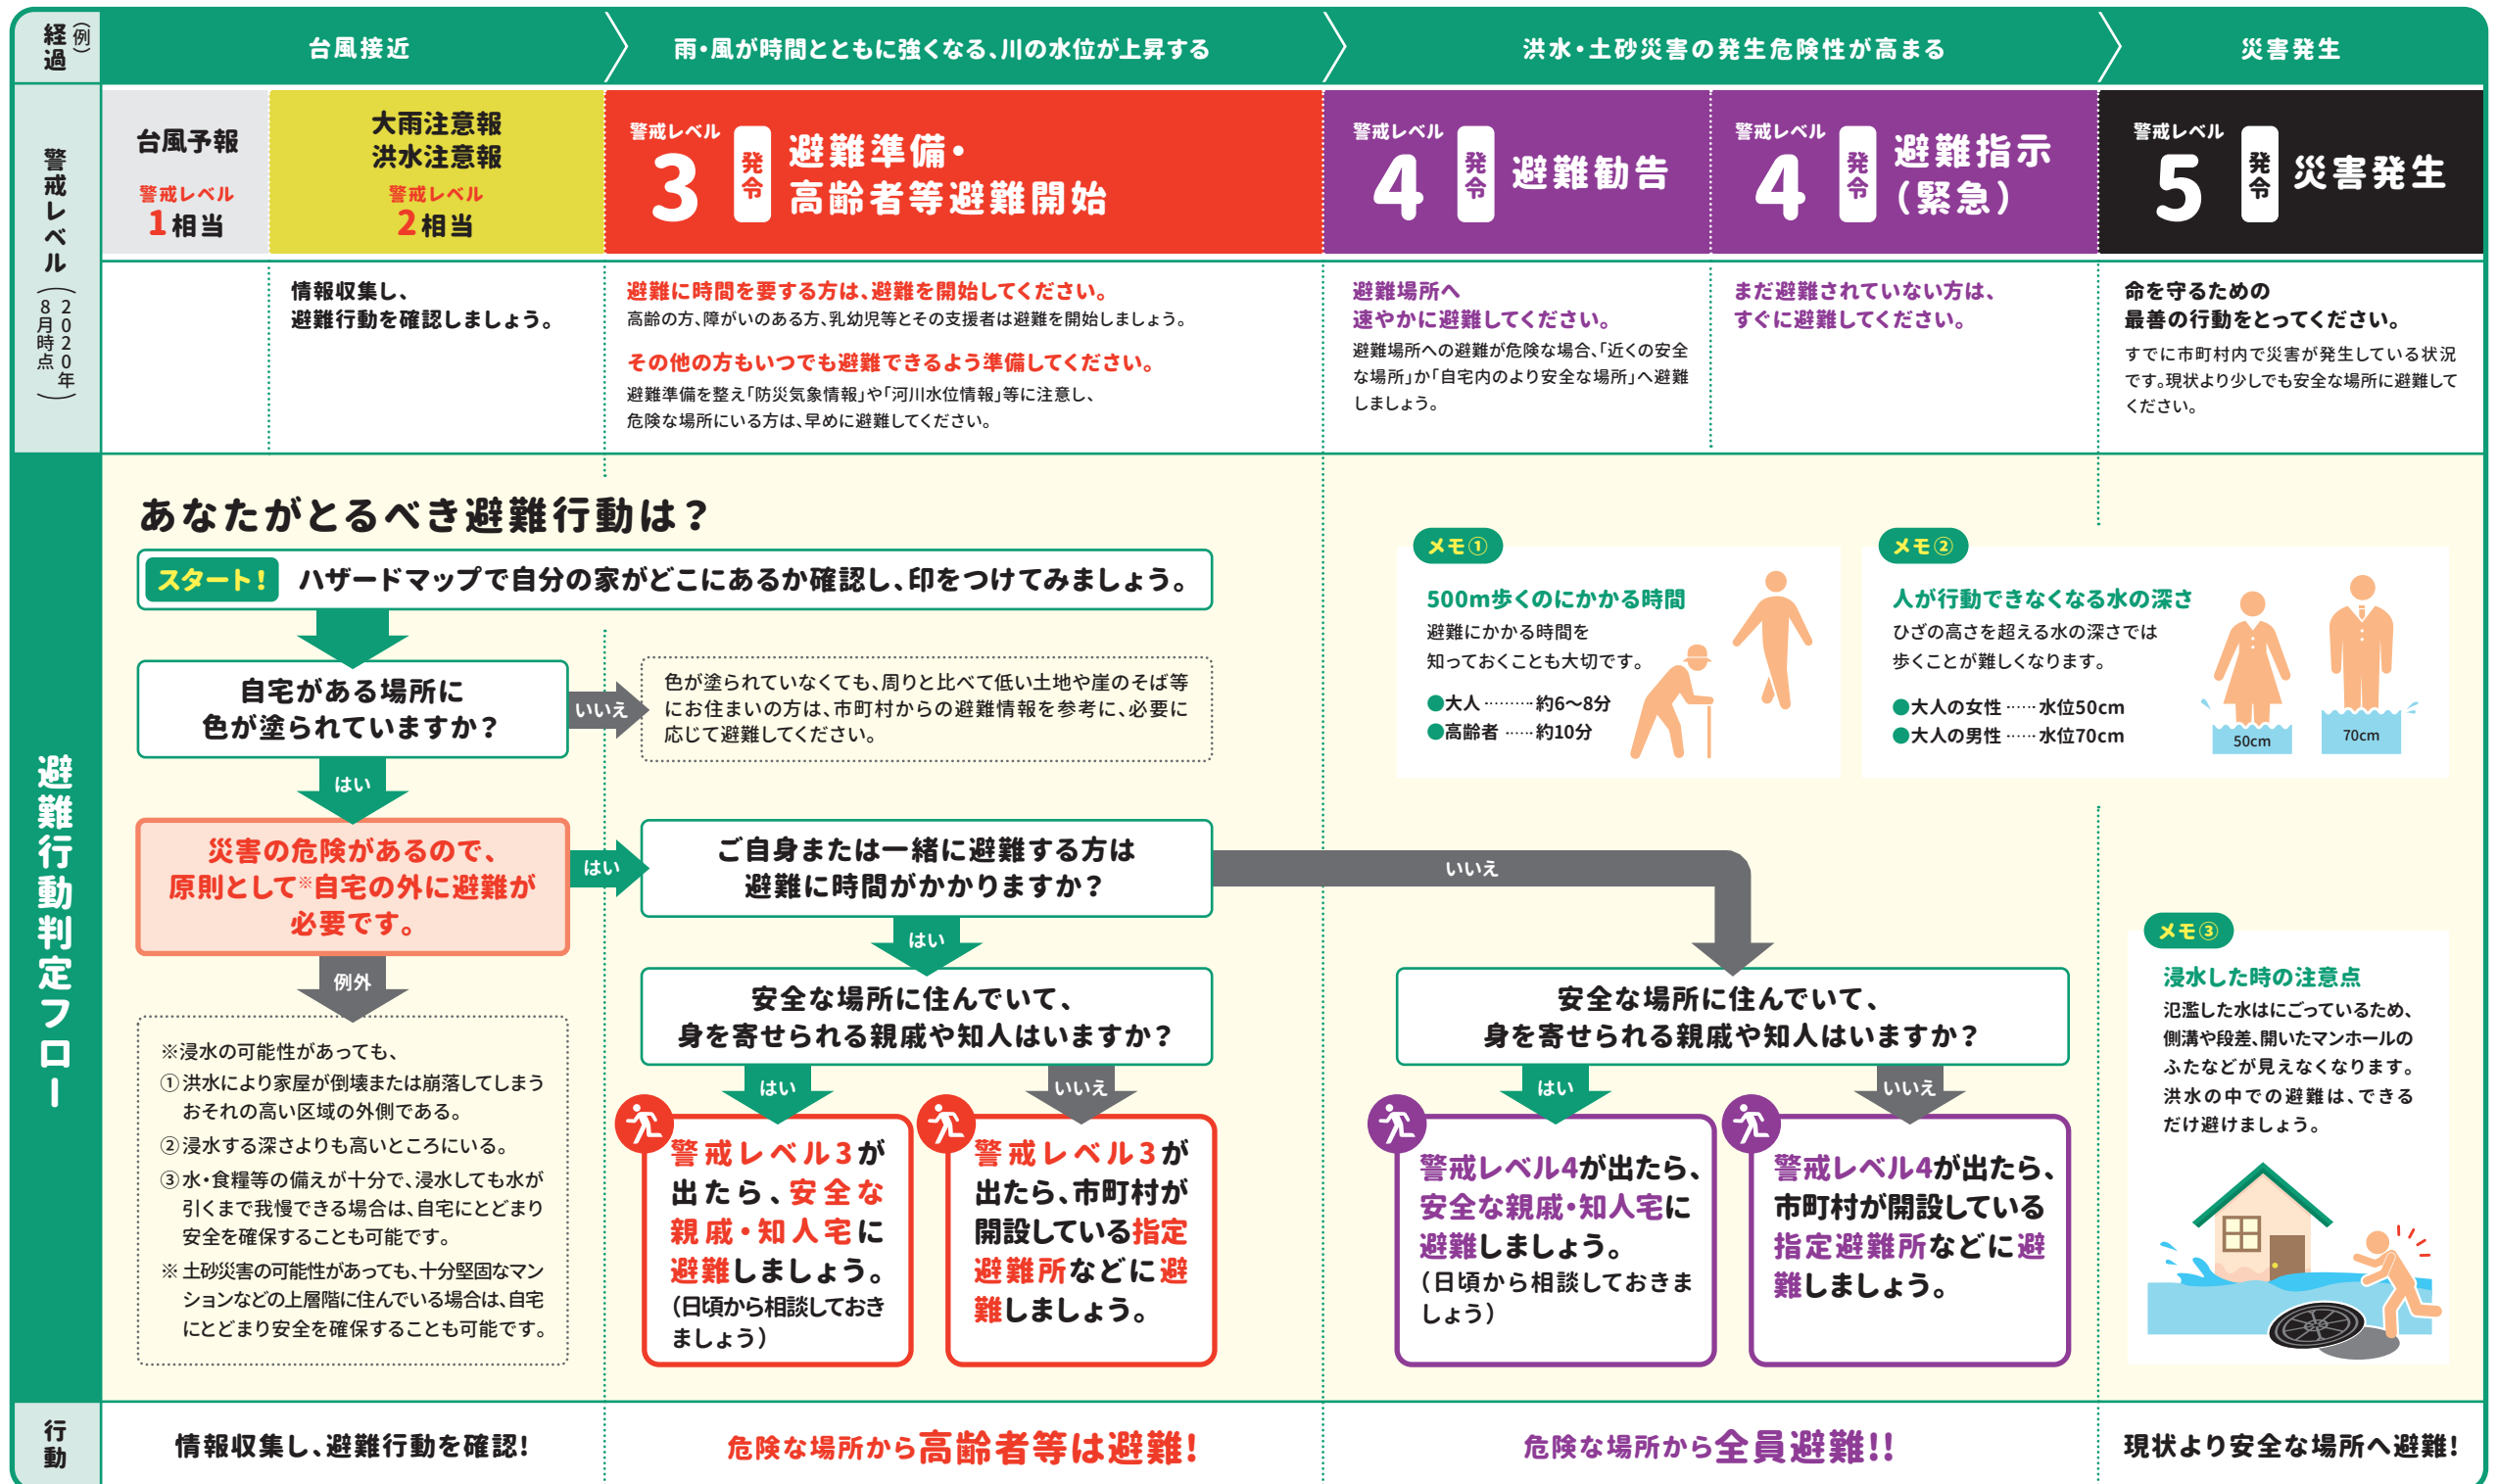 経過
（例）
台風接近
雨・風が時間とともに強くなる、川の水位が上昇する
洪水・土砂災害の発生危険性が高まる
災害発生
警戒レベル
（2020年
8月時点）
台風予報
警戒レベル
1相当
大雨注意報
洪水注意報
警戒レベル
2相当
警戒レベル
3
発令
避難準備・
高齢者等避難開始
警戒レベル
4
発令
避難勧告
警戒レベル
4
発令
避難指示
（緊急）
警戒レベル
5
発令
災害発生
情報収集し、
避難行動を確認しましょう。
避難に時間を要する方は、避難を開始してください。
高齢の方、障がいのある方、乳幼児等とその支援者は避難を開始しましょう。
その他の方もいつでも避難できるよう準備してください。
避難準備を整え「防災気象情報」や「河川水位情報」等に注意し、
危険な場所にいる方は、早めに避難してください。
避難場所へ
速やかに避難してください。
避難場所への避難が危険な場合、「近くの安全
な場所」か「自宅内のより安全な場所」へ避難
しましょう。
まだ避難されていない方は、
すぐに避難してください。
命を守るための
最善の行動をとってください。
すでに市町村内で災害が発生している状況
です。現状より少しでも安全な場所に避難して
ください。
避難行動判定フロー
あなたがとるべき避難行動は？
スタート！
ハザードマップで自分の家がどこにあるか確認し、印をつけてみましょう。
自宅がある場所に
色が塗られていますか？
いいえ
色が塗られていなくても、周りと比べて低い土地や崖のそば等
にお住まいの方は、市町村からの避難情報を参考に、必要に
応じて避難してください。
はい
災害の危険があるので、
原則として※自宅の外に避難が
必要です。
はい
ご自身または一緒に避難する方は
避難に時間がかかりますか？
いいえ
例外
※浸水の可能性があっても、
①洪水により家屋が倒壊または崩落してしまう
おそれの高い区域の外側である。
②浸水する深さよりも高いところにいる。
③水・食糧等の備えが十分で、浸水しても水が
引くまで我慢できる場合は、自宅にとどまり
安全を確保することも可能です。
※土砂災害の可能性があっても、十分堅固なマン
ションなどの上層階に住んでいる場合は、自宅
にとどまり安全を確保することも可能です。
はい
安全な場所に住んでいて、
身を寄せられる親戚や知人はいますか？
はい
いいえ
警戒レベル3が
出たら、安全な
親戚・知人宅に
避難しましょう。
（日頃から相談しておき
ましょう）
警戒レベル3が
出たら、市町村が
開設している指定
避難所などに避
難しましょう。
安全な場所に住んでいて、
身を寄せられる親戚や知人はいますか？
はい
いいえ
警戒レベル4が出たら、
安全な親戚・知人宅に
避難しましょう。
（日頃から相談しておきま
しょう）
警戒レベル4が出たら、
市町村が開設している
指定避難所などに避
難しましょう。
メモ①
500m歩くのにかかる時間
避難にかかる時間を
知っておくことも大切です。
●大人 ………… 約6〜8分
●高齢者 …… 約10分
メモ②
人が行動できなくなる水の深さ
ひざの高さを超える水の深さでは
歩くことが難しくなります。
●大人の女性 …… 水位50cm
●大人の男性 …… 水位70cm
50cm
70cm
メモ③
浸水した時の注意点
氾濫した水はにごっているため、
側溝や段差、開いたマンホールの
ふたなどが見えなくなります。
洪水の中での避難は、できる
だけ避けましょう。
行動
情報収集し、避難行動を確認！
危険な場所から高齢者等は避難！
危険な場所から全員避難！！
現状より安全な場所へ避難！